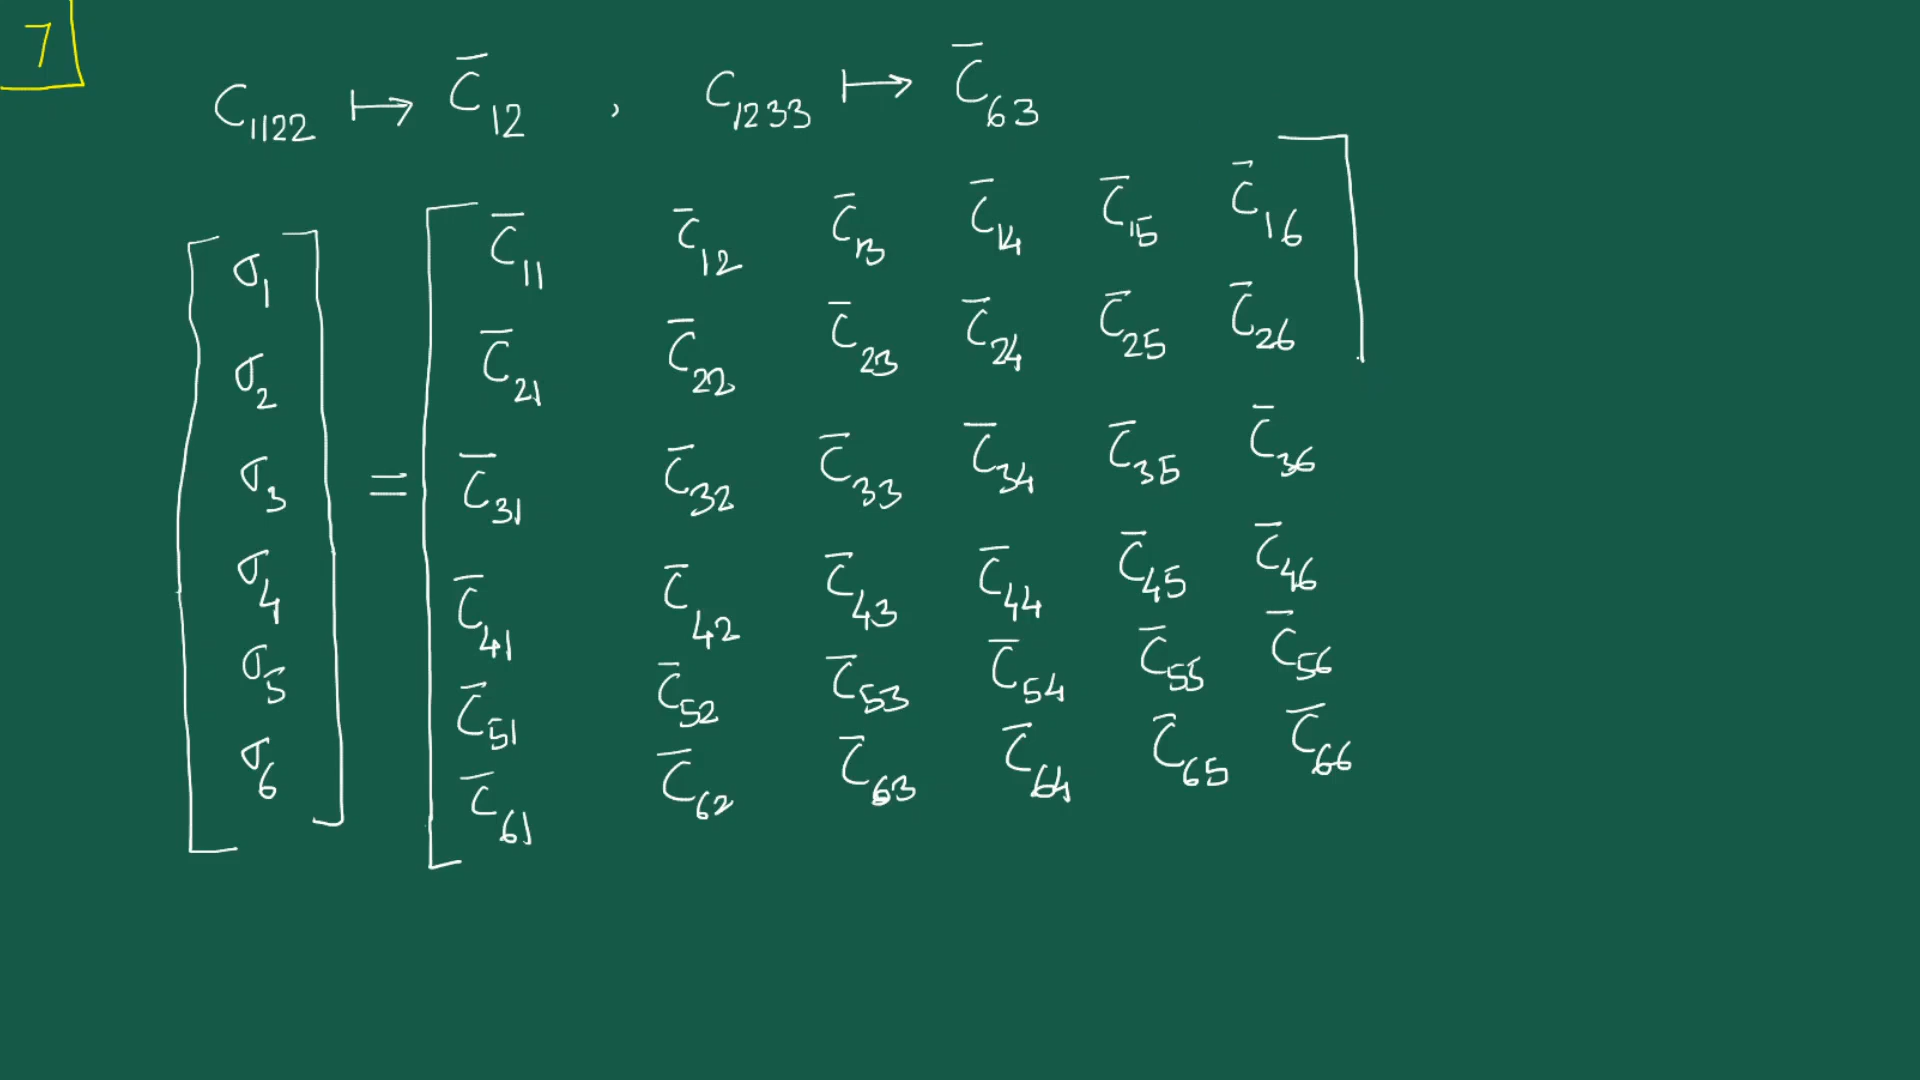 7
C₁₁₂₂ ↦ C̄₁₂ , C₁₂₃₃ ↦ C̄₆₃
σ₁ C̄₁₁ C̄₁₂ C̄₁₃ C̄₁₄ C̄₁₅ C̄₁₆
σ₂ C̄₂₁ C̄₂₂ C̄₂₃ C̄₂₄ C̄₂₅ C̄₂₆
σ₃ = C̄₃₁ C̄₃₂ C̄₃₃ C̄₃₄ C̄₃₅ C̄₃₆
σ₄ C̄₄₁ C̄₄₂ C̄₄₃ C̄₄₄ C̄₄₅ C̄₄₆
σ₅ C̄₅₁ C̄₅₂ C̄₅₃ C̄₅₄ C̄₅₅ C̄₅₆
σ₆ C̄₆₁ C̄₆₂ C̄₆₃ C̄₆₄ C̄₆₅ C̄₆₆